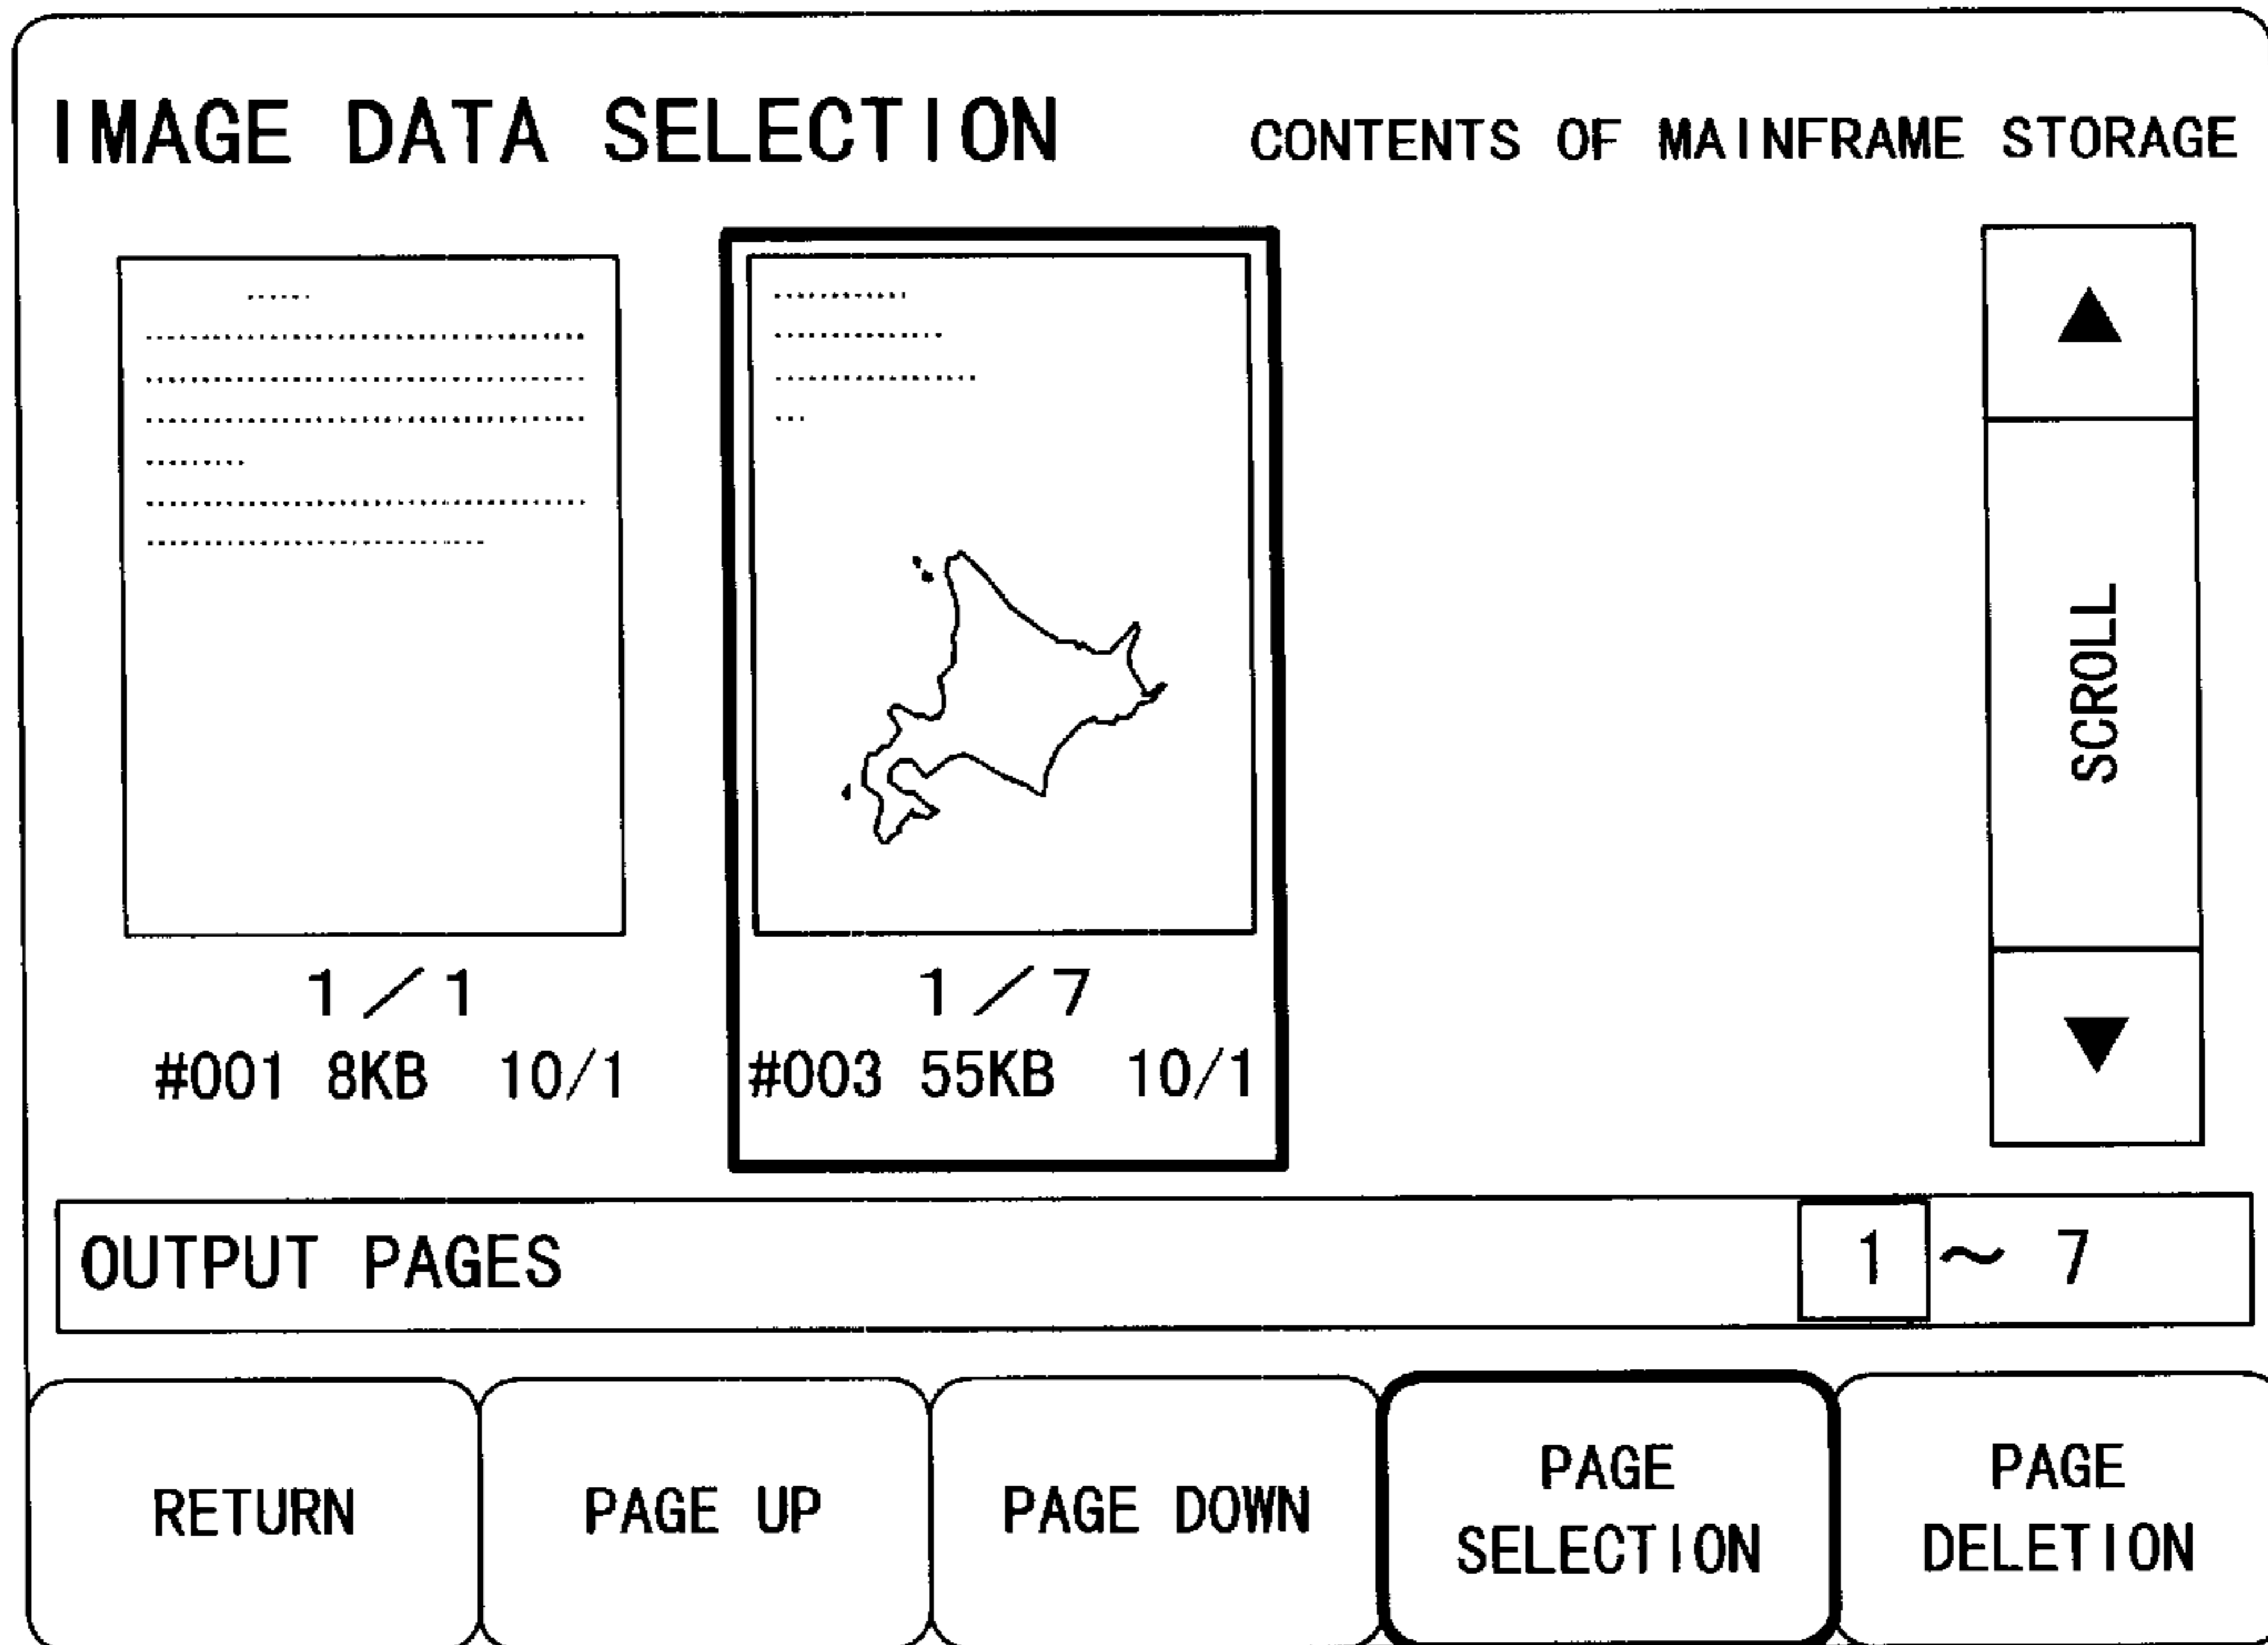 IMAGE DATA SELECTION
CONTENTS OF MAINFRAME STORAGE
1/1
#001 8KB 10/1
1/7
#003 55KB 10/1
▲
SCROLL
▼
OUTPUT PAGES 1 ~ 7
RETURN
PAGE UP
PAGE DOWN
PAGE
SELECTION
PAGE
DELETION